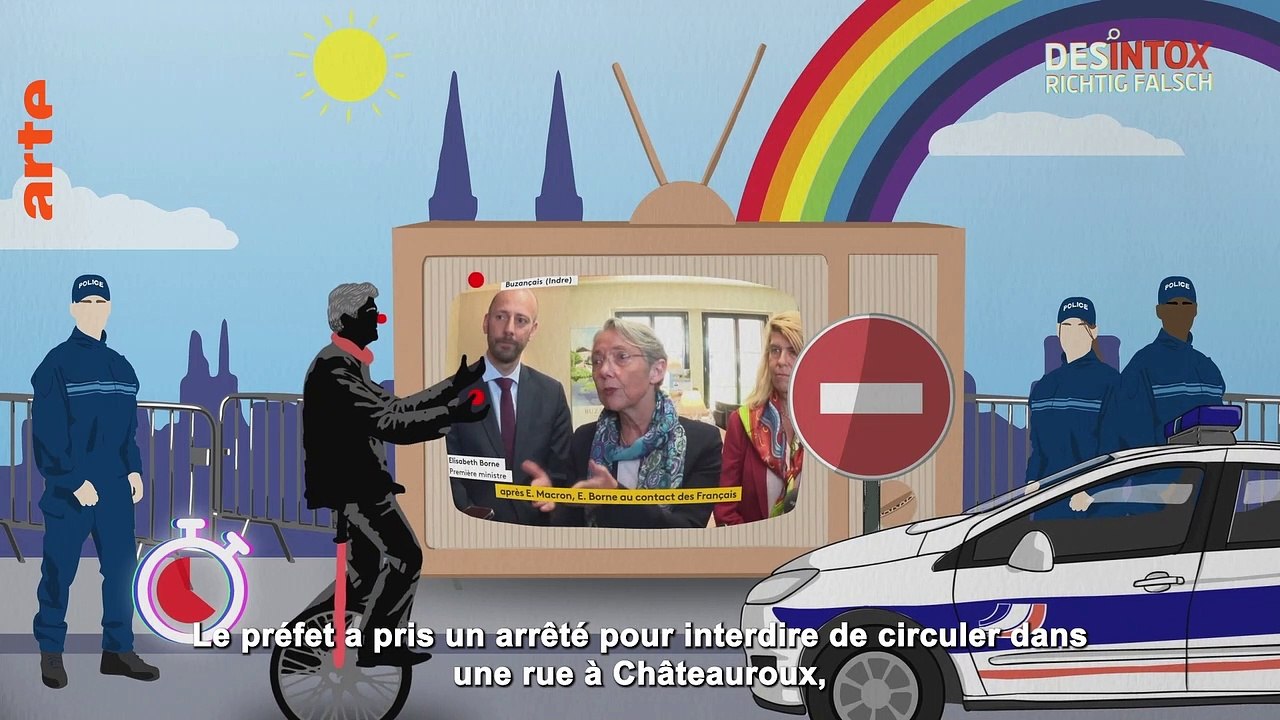 arte
DESINTOX
RICHTIG FALSCH
POLICE
POLICE
POLICE
Buzançais (Indre)
Elisabeth Borne
Première ministre
après E. Macron, E. Borne au contact des Français
Le préfet a pris un arrêté pour interdire de circuler dans
une rue à Châteauroux,